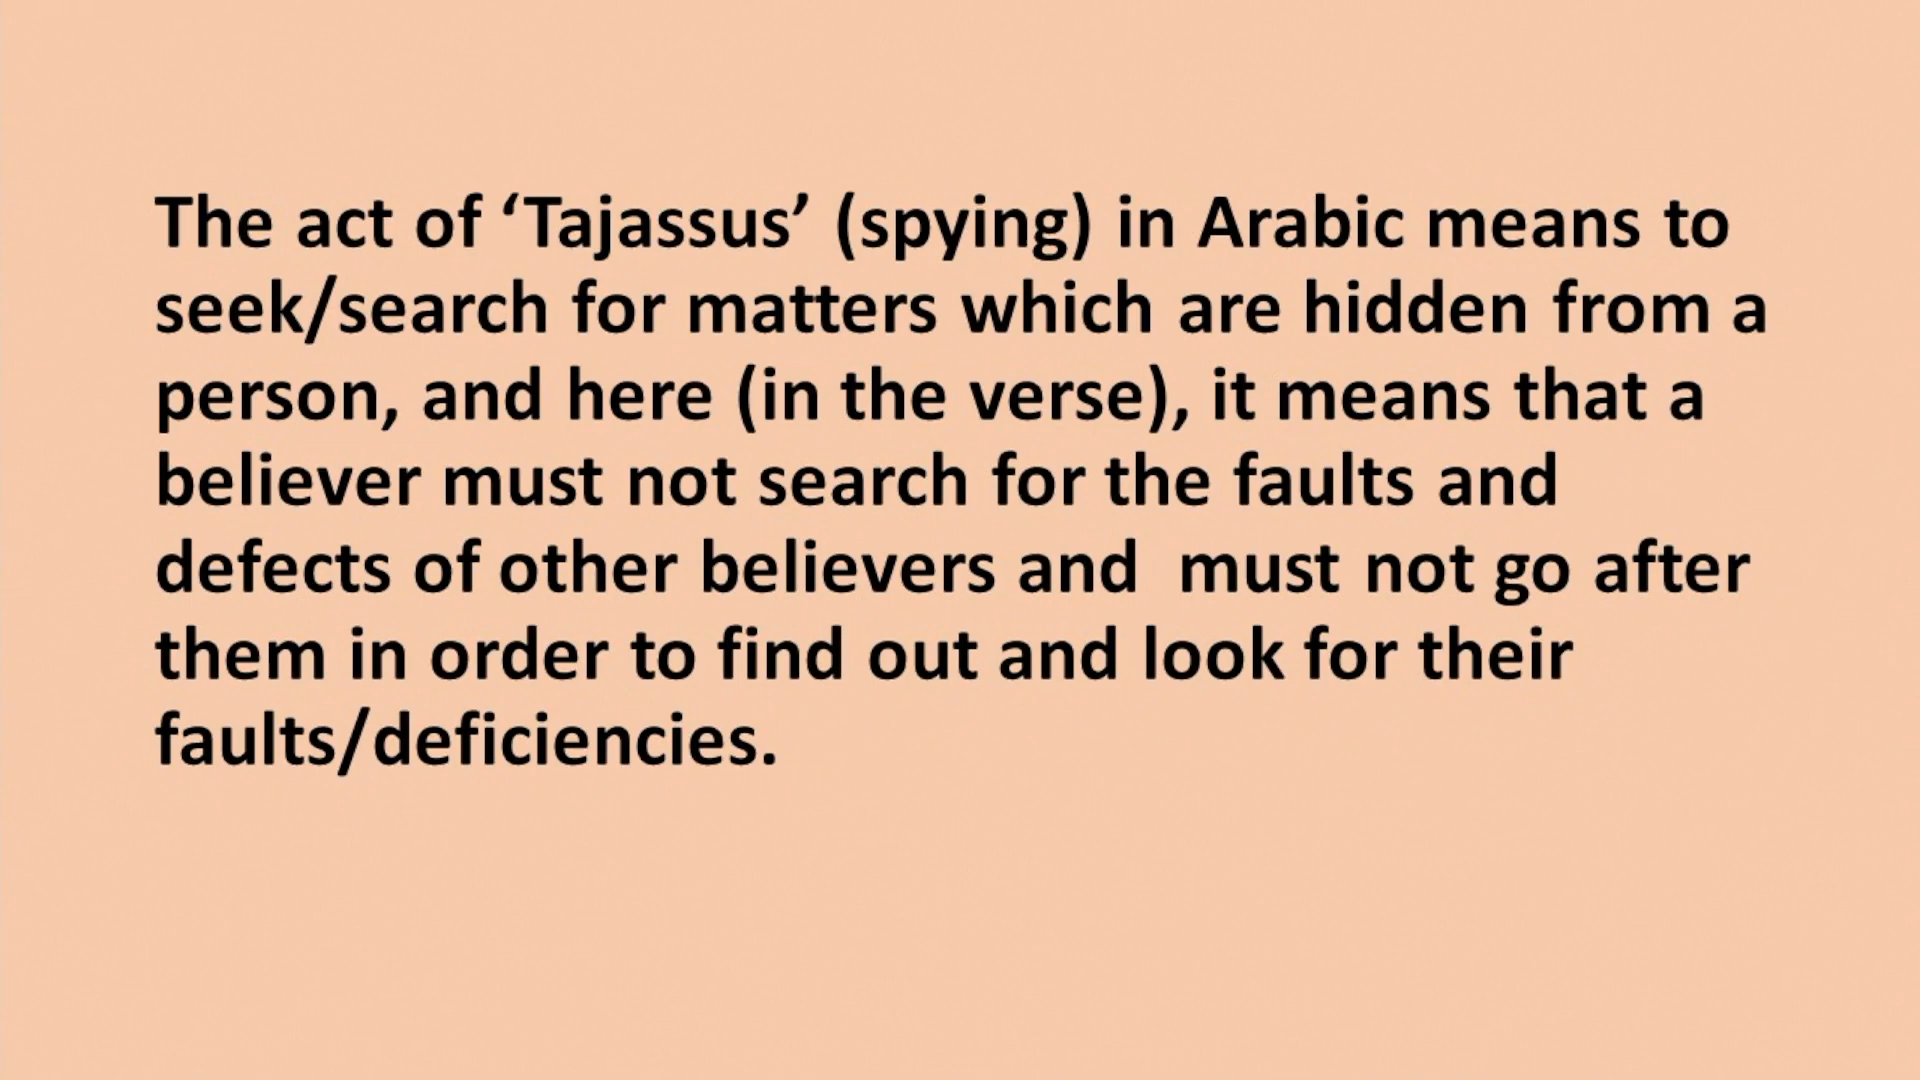 The act of ‘Tajassus’ (spying) in Arabic means to
seek/search for matters which are hidden from a
person, and here (in the verse), it means that a
believer must not search for the faults and
defects of other believers and  must not go after
them in order to find out and look for their
faults/deficiencies.